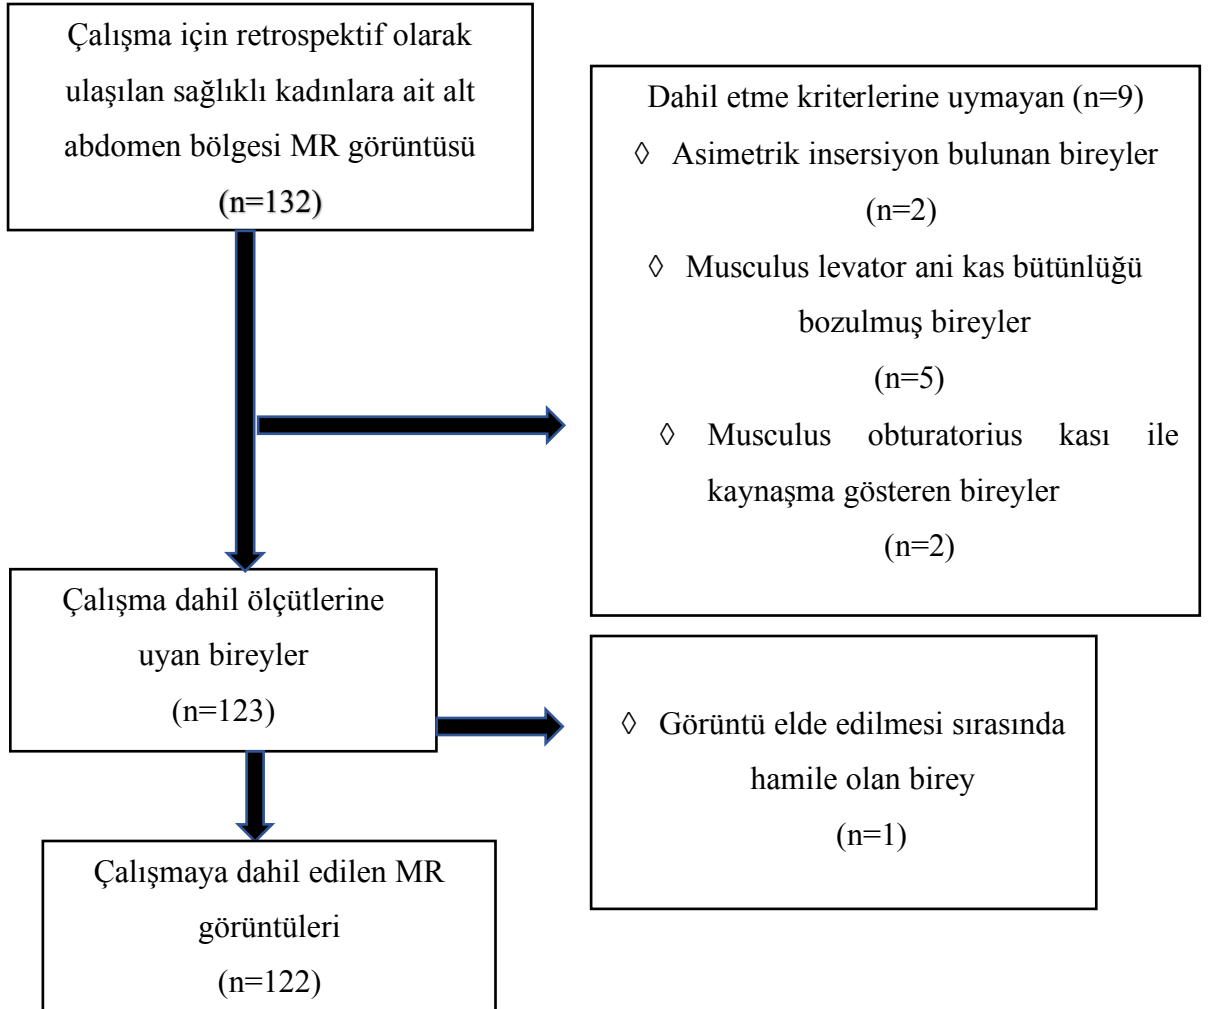 Çalışma için retrospektif olarak
ulaşılan sağlıklı kadınlara ait alt
abdomen bölgesi MR görüntüsü
(n=132)
Dahil etme kriterlerine uymayan (n=9)
◊ Asimetrik insersiyon bulunan bireyler
(n=2)
◊ Musculus levator ani kas bütünlüğü
bozulmuş bireyler
(n=5)
◊ Musculus obturatorius kası ile
kaynaşma gösteren bireyler
(n=2)
Çalışma dahil ölçütlerine
uyan bireyler
(n=123)
◊ Görüntü elde edilmesi sırasında
hamile olan birey
(n=1)
Çalışmaya dahil edilen MR
görüntüleri
(n=122)